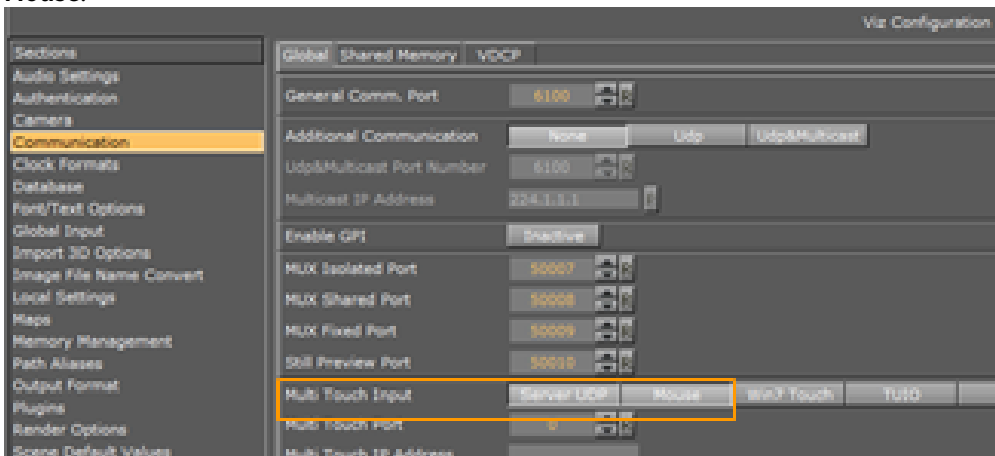 Viz Configuration
Sections
Audio Settings
Authentication
Camera
Communication
Clock Formats
Database
Font/Text Options
Global Input
Import 3D Options
Image File Name Convert
Local Settings
Maps
Memory Management
Path Aliases
Output Format
Plugins
Render Options
Scene Default Values
Global Shared Memory VDCP
General Comm. Port 6100
Additional Communication None Udp Udp&Multicast
Udp&Multicast Port Number 6100
Multicast IP Address 224.1.1.1
Enable GPI Inactive
MUX Isolated Port 50007
MUX Shared Port 50008
MUX Fixed Port 50009
Still Preview Port 50010
Multi Touch Input Server UDP Mouse Win7 Touch TUIO
Multi Touch Port 0
Multi Touch IP Address